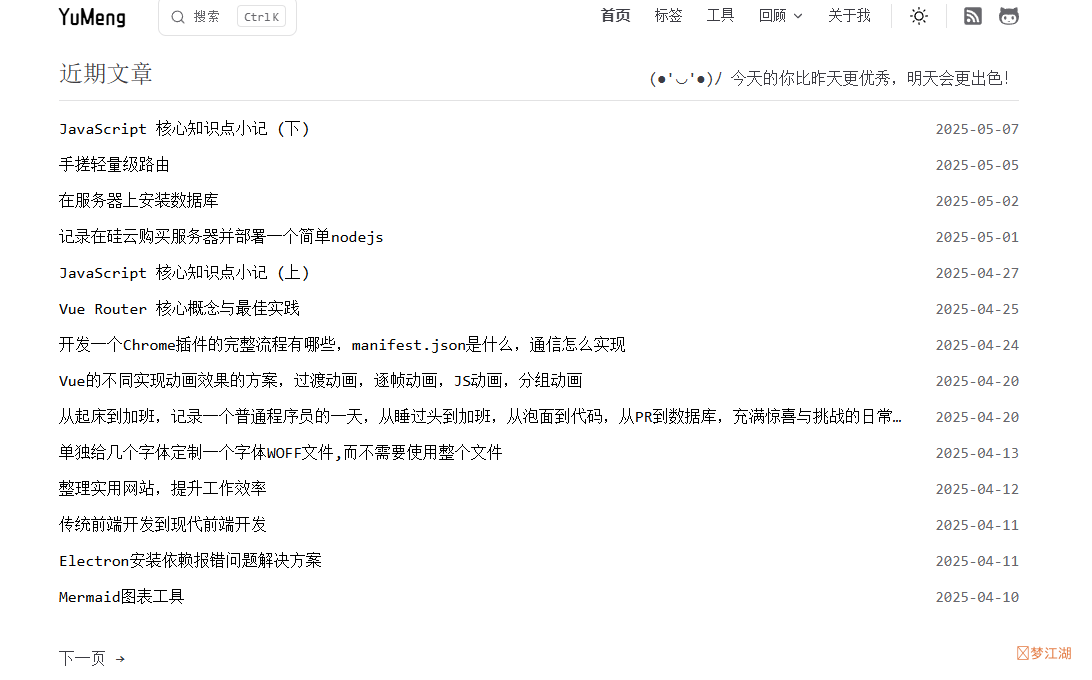 YuMeng 搜索 Ctrl K 首页 标签 工具 回顾 关于我
近期文章 (●'◡'●)ﾉ 今天的你比昨天更优秀，明天会更出色！
JavaScript 核心知识点小记 (下) 2025-05-07
手搓轻量级路由 2025-05-05
在服务器上安装数据库 2025-05-02
记录在硅云购买服务器并部署一个简单nodejs 2025-05-01
JavaScript 核心知识点小记 (上) 2025-04-27
Vue Router 核心概念与最佳实践 2025-04-25
开发一个Chrome插件的完整流程有哪些，manifest.json是什么，通信怎么实现 2025-04-24
Vue的不同实现动画效果的方案，过渡动画，逐帧动画，JS动画，分组动画 2025-04-20
从起床到加班，记录一个普通程序员的一天，从睡过头到加班，从泡面到代码，从PR到数据库，充满惊喜与挑战的日常… 2025-04-20
单独给几个字体定制一个字体WOFF文件,而不需要使用整个文件 2025-04-13
整理实用网站，提升工作效率 2025-04-12
传统前端开发到现代前端开发 2025-04-11
Electron安装依赖报错问题解决方案 2025-04-11
Mermaid图表工具 2025-04-10
下一页 →
梦江湖